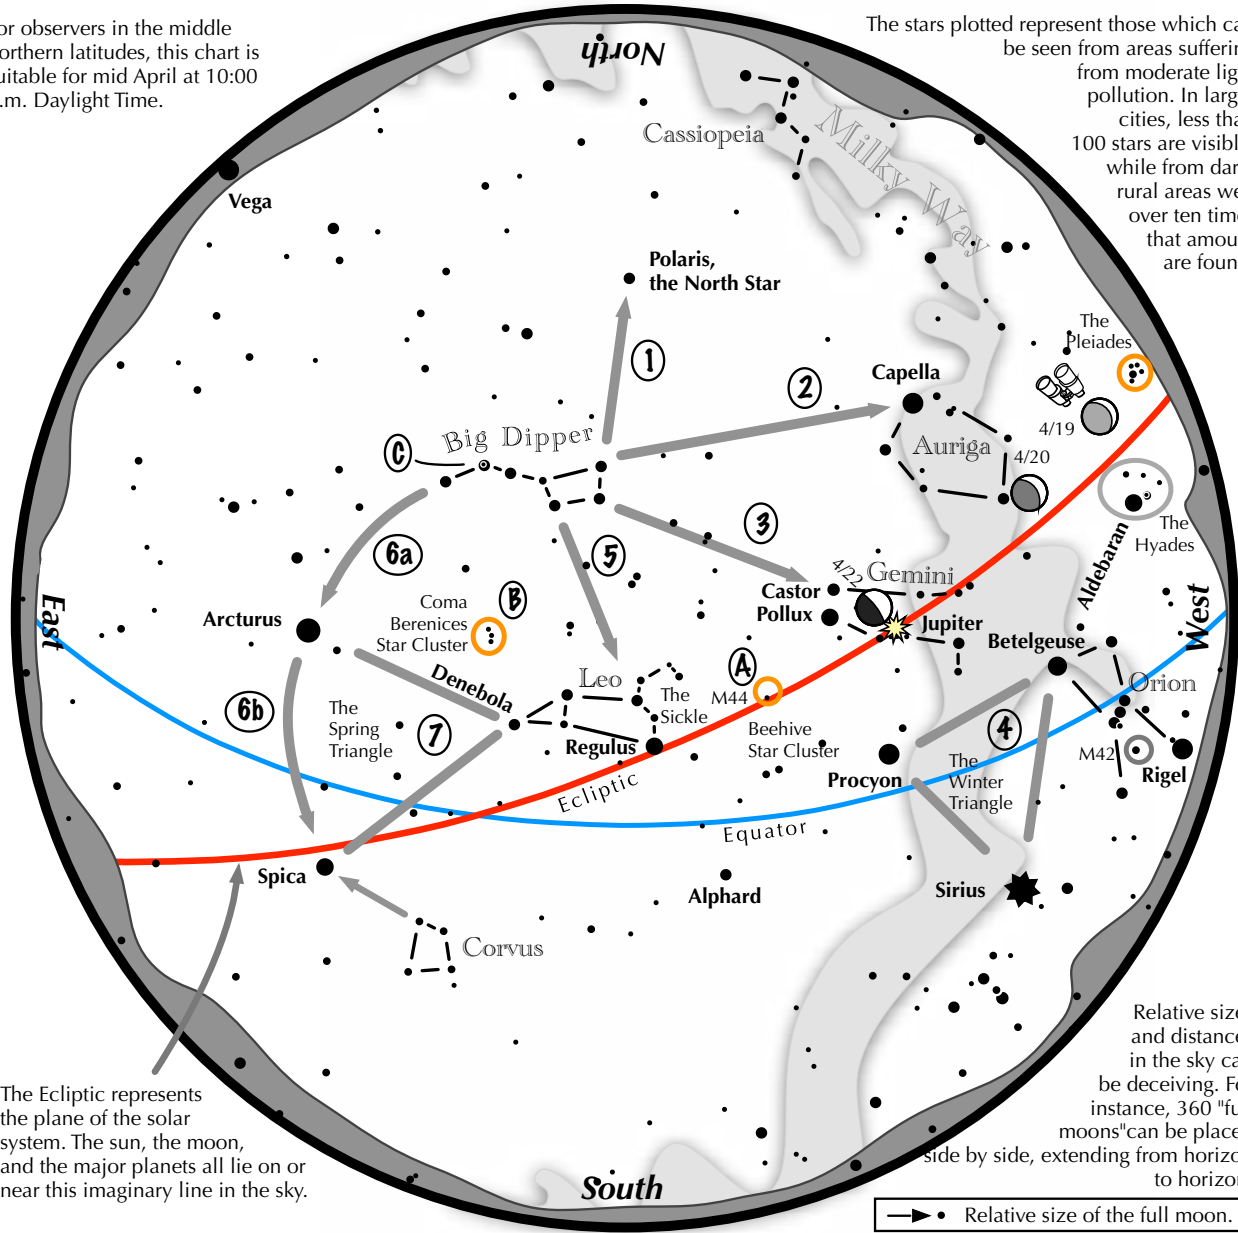 or observers in the middle
orthern latitudes, this chart is
uitable for mid April at 10:00
.m. Daylight Time.
The stars plotted represent those which ca
be seen from areas sufferin
from moderate lig
pollution. In larg
cities, less tha
100 stars are visibl
while from dar
rural areas we
over ten time
that amou
are foun
North
Cassiopeia
Milky Way
Vega
Polaris,
the North Star
The
Pleiades
1
2
Capella
4/19
Big Dipper
C
Auriga
4/20
3
The
Hyades
Aldebaran
6a
5
4/22
Gemini
Castor
Pollux
B
Coma
Berenices
Star Cluster
Arcturus
East
West
Jupiter
Betelgeuse
Denebola
Leo
A
M44
The
Sickle
Orion
6b
The
Spring
Triangle
7
Regulus
Beehive
Star Cluster
4
M42
Rigel
Procyon
The
Winter
Triangle
Ecliptic
Equator
Spica
Alphard
Sirius
Corvus
Relative size
and distance
in the sky ca
be deceiving. Fo
instance, 360 "fu
moons"can be place
side by side, extending from horizo
to horizon
The Ecliptic represents
the plane of the solar
system. The sun, the moon,
and the major planets all lie on or
near this imaginary line in the sky.
South
Relative size of the full moon.